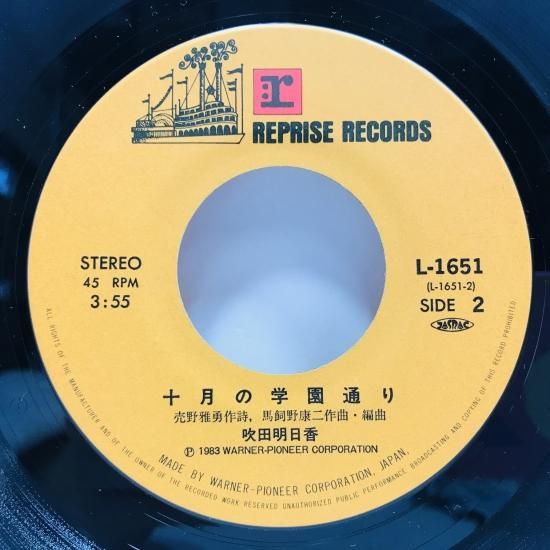 r
REPRISE RECORDS
STEREO
45 RPM
3:55
L-1651
(L-1651-2)
SIDE 2
JASRAC
十月の学園通り
売野雅勇作詩，馬飼野康二作曲・編曲
吹田明日香
Ⓟ 1983 WARNER-PIONEER CORPORATION
MADE BY WARNER-PIONEER CORPORATION, JAPAN.
ALL RIGHTS OF THE MANUFACTURER AND OF THE OWNER OF THE RECORDED WORK RESERVED UNAUTHORIZED PUBLIC PERFORMANCE BROADCASTING AND COPYING OF THIS RECORD PROHIBITED